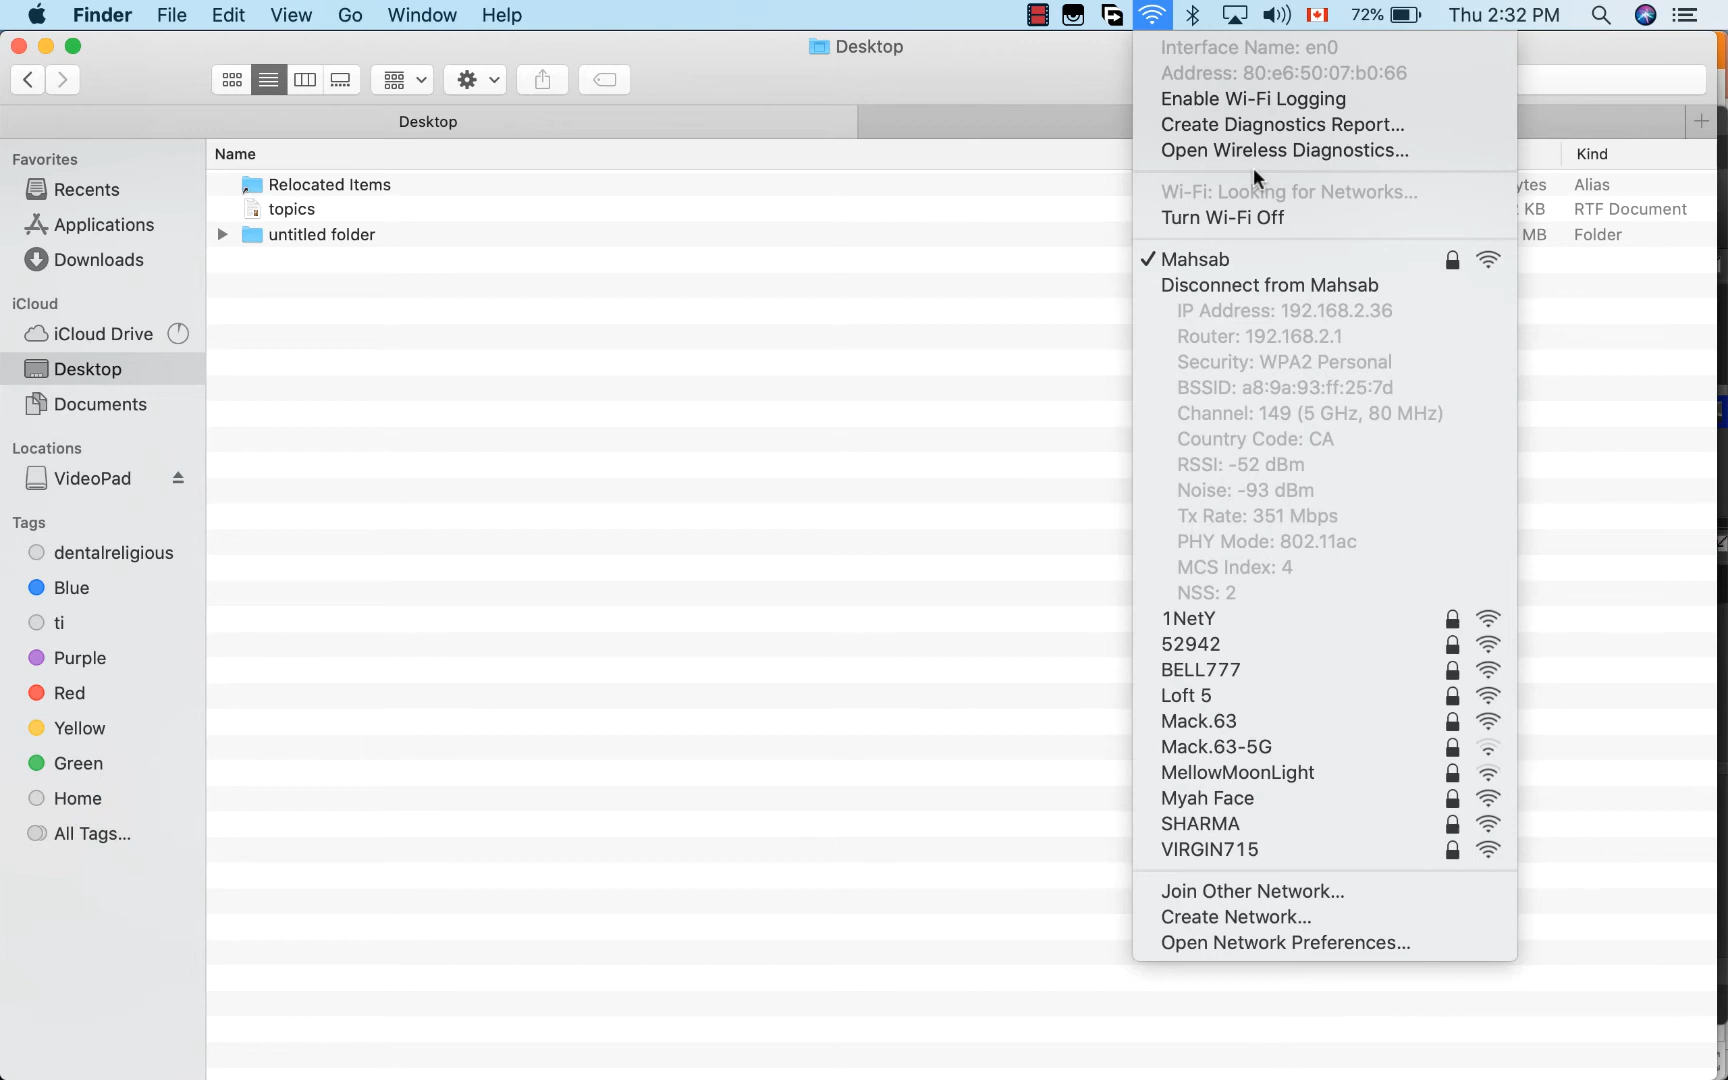 Finder File Edit View Go Window Help 72% Thu 2:32 PM
Desktop
Desktop
Favorites
Recents
Applications
Downloads
iCloud
iCloud Drive
Desktop
Documents
Locations
VideoPad
Tags
dentalreligious
Blue
ti
Purple
Red
Yellow
Green
Home
All Tags...
Name Kind
Relocated Items ytes Alias
topics KB RTF Document
untitled folder MB Folder
Interface Name: en0
Address: 80:e6:50:07:b0:66
Enable Wi-Fi Logging
Create Diagnostics Report...
Open Wireless Diagnostics...
Wi-Fi: Looking for Networks...
Turn Wi-Fi Off
Mahsab
Disconnect from Mahsab
IP Address: 192.168.2.36
Router: 192.168.2.1
Security: WPA2 Personal
BSSID: a8:9a:93:ff:25:7d
Channel: 149 (5 GHz, 80 MHz)
Country Code: CA
RSSI: -52 dBm
Noise: -93 dBm
Tx Rate: 351 Mbps
PHY Mode: 802.11ac
MCS Index: 4
NSS: 2
1NetY
52942
BELL777
Loft 5
Mack.63
Mack.63-5G
MellowMoonLight
Myah Face
SHARMA
VIRGIN715
Join Other Network...
Create Network...
Open Network Preferences...